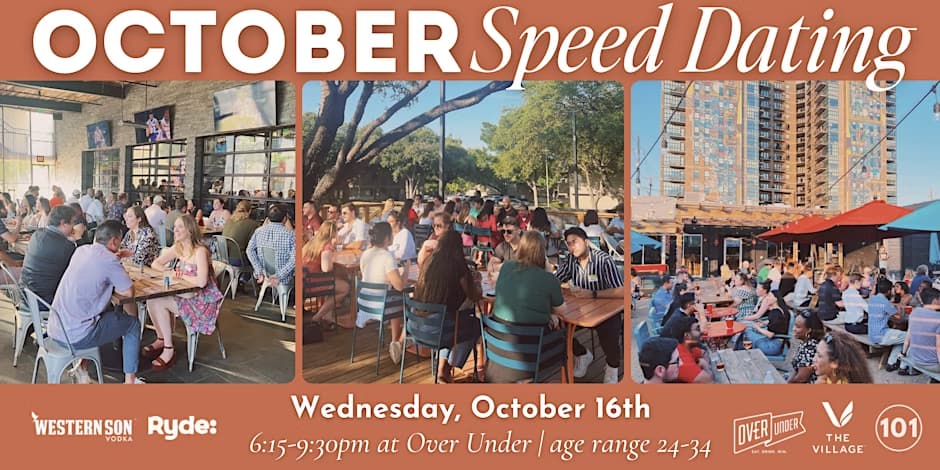 OCTOBER Speed Dating
Wednesday, October 16th
6:15-9:30pm at Over Under | age range 24-34
WESTERN SON
VODKA
Ryde:
OVER UNDER
EAT. DRINK. WIN.
THE
VILLAGE
101